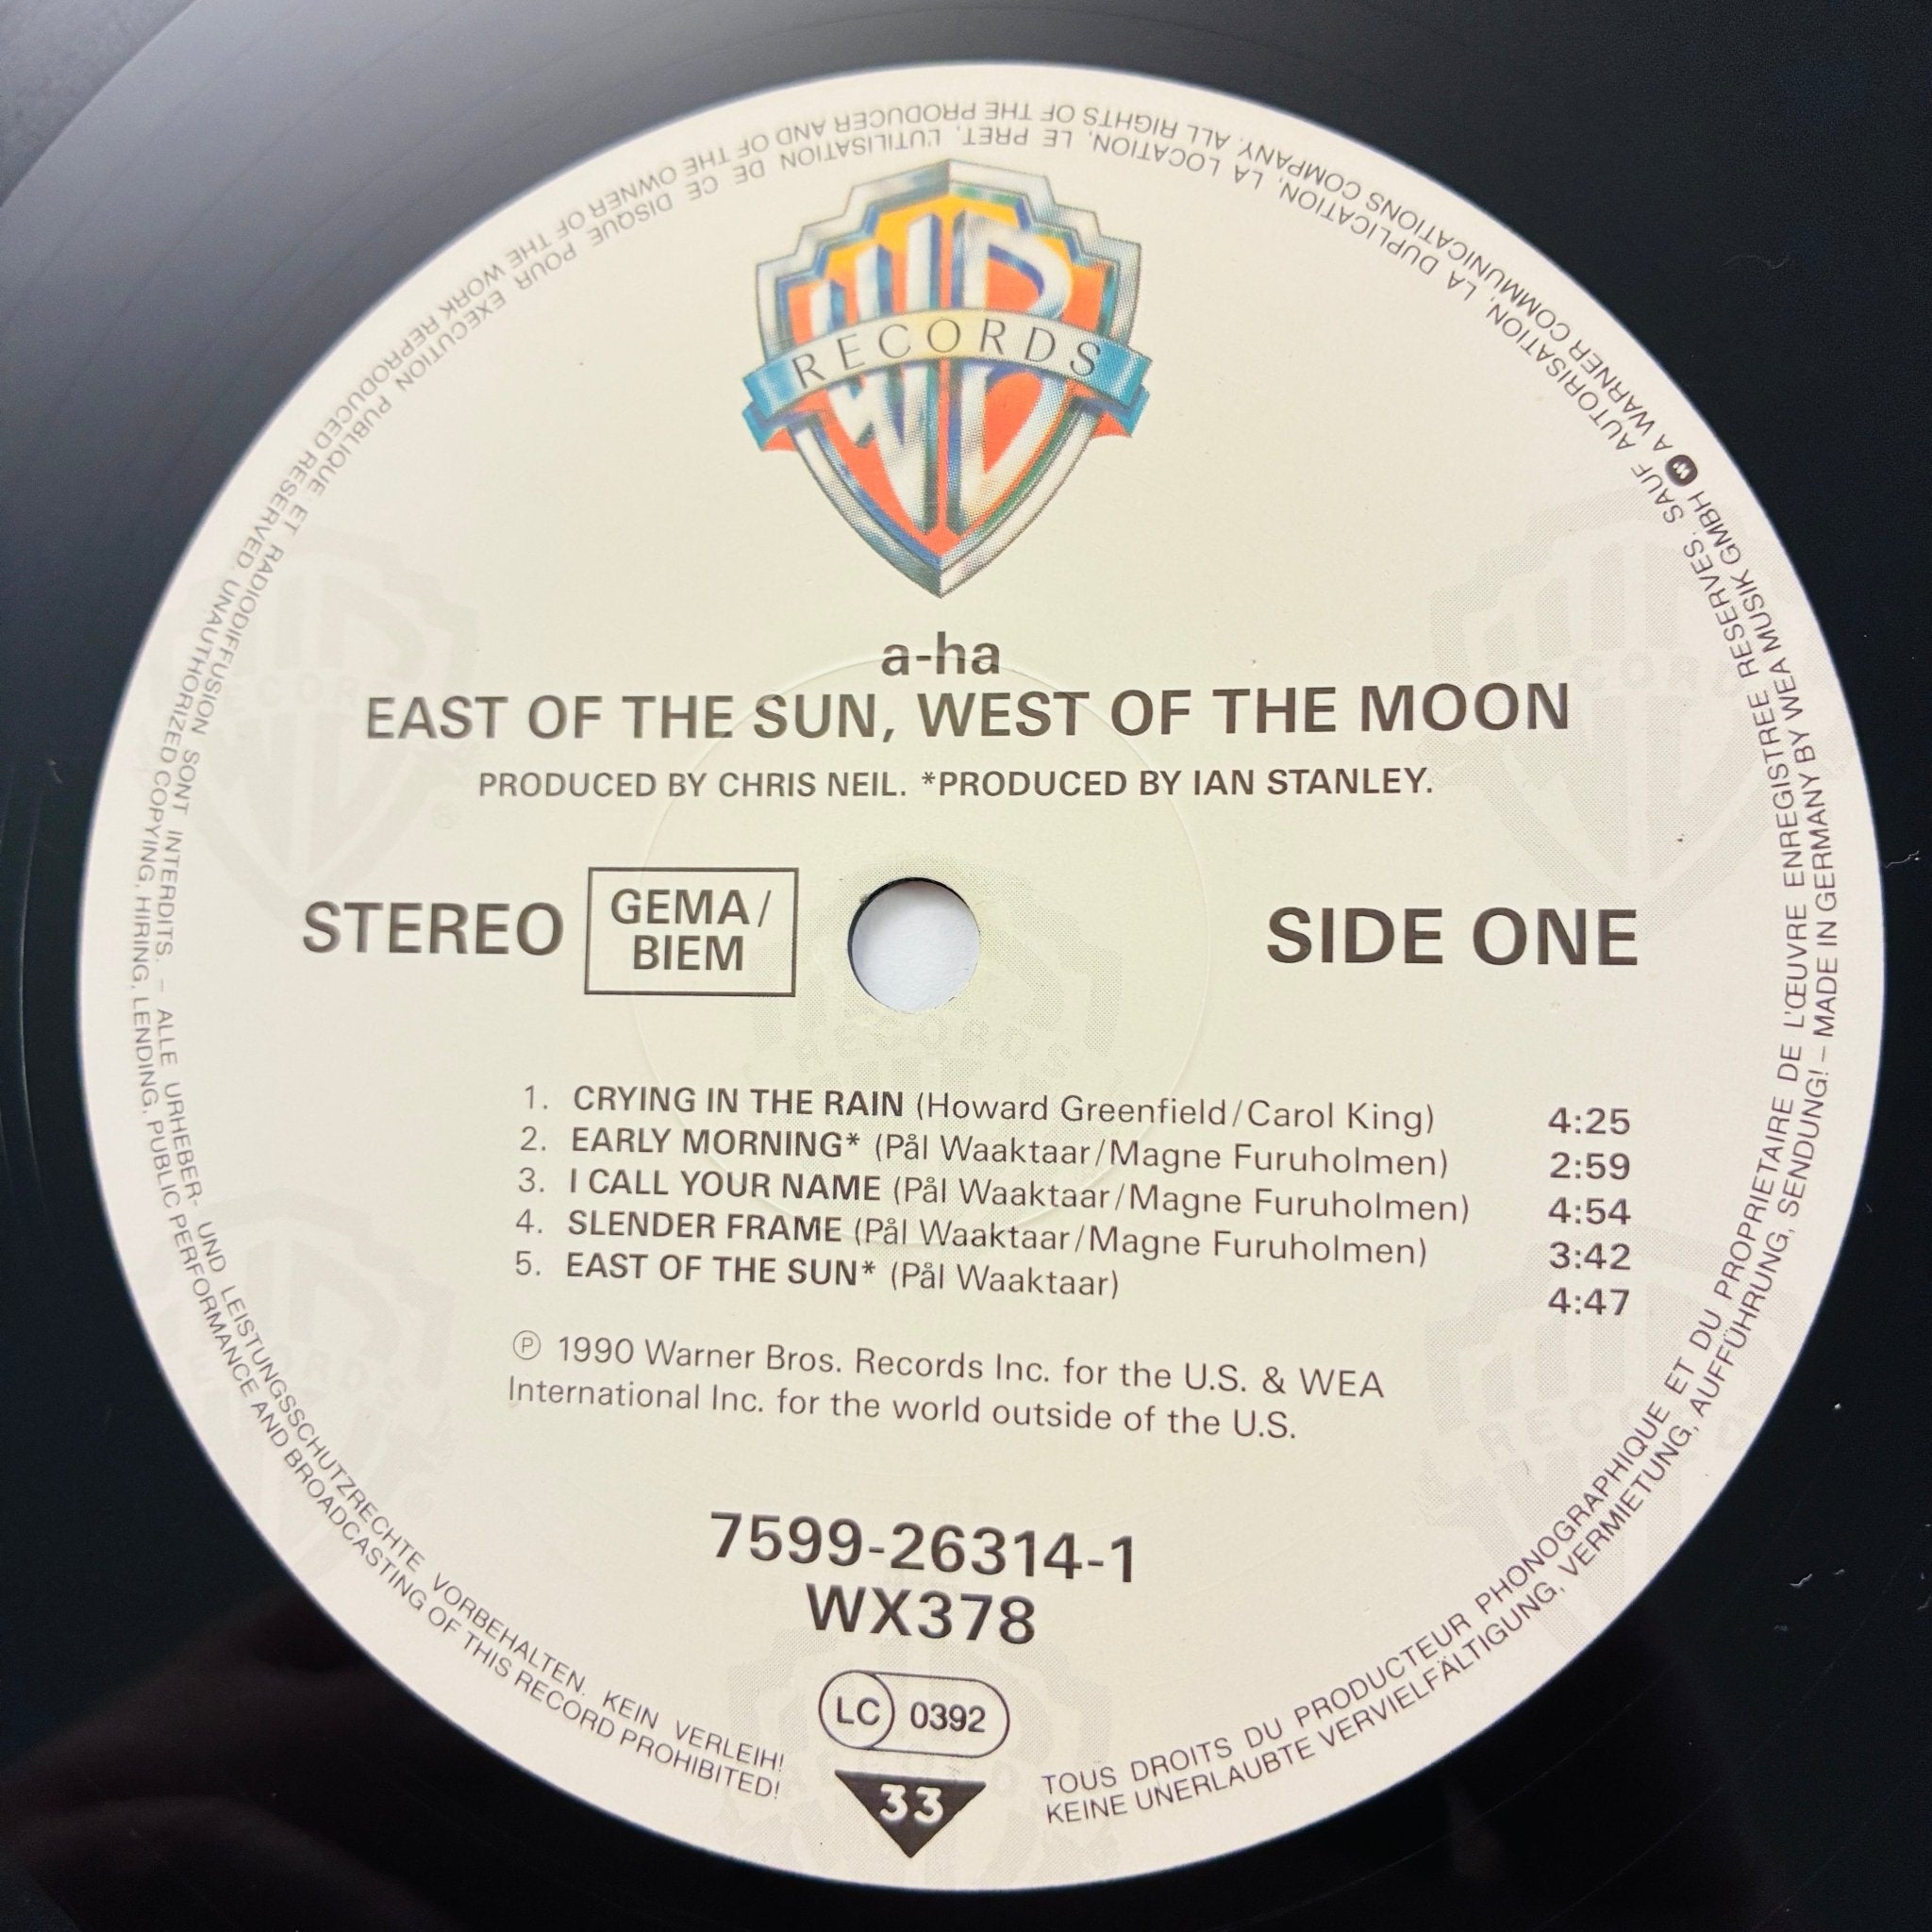 RECORDS
a-ha
EAST OF THE SUN, WEST OF THE MOON
PRODUCED BY CHRIS NEIL. *PRODUCED BY IAN STANLEY.
STEREO
GEMA/
BIEM
SIDE ONE
1. CRYING IN THE RAIN (Howard Greenfield/Carol King) 4:25
2. EARLY MORNING* (Pål Waaktaar/Magne Furuholmen) 2:59
3. I CALL YOUR NAME (Pål Waaktaar/Magne Furuholmen) 4:54
4. SLENDER FRAME (Pål Waaktaar/Magne Furuholmen) 3:42
5. EAST OF THE SUN* (Pål Waaktaar) 4:47
Ⓟ 1990 Warner Bros. Records Inc. for the U.S. & WEA
International Inc. for the world outside of the U.S.
7599-26314-1
WX378
LC 0392
33
TOUS DROITS DU PRODUCTEUR PHONOGRAPHIQUE ET DU PROPRIETAIRE DE L'ŒUVRE ENREGISTREE RESERVES. SAUF AUTORISATION, LA DUPLICATION, LA LOCATION, LE PRET, L'UTILISATION DE CE DISQUE POUR EXECUTION PUBLIQUE ET RADIODIFFUSION SONT INTERDITS. – ALLE URHEBER- UND LEISTUNGSSCHUTZRECHTE VORBEHALTEN. KEIN VERLEIH!
KEINE UNERLAUBTE VERVIELFÄLTIGUNG, VERMIETUNG, AUFFÜHRUNG, SENDUNG! – MADE IN GERMANY BY WEA MUSIK GMBH A WARNER COMMUNICATIONS COMPANY. ALL RIGHTS OF THE PRODUCER AND OF THE OWNER OF THE WORK REPRODUCED RESERVED. UNAUTHORIZED COPYING, HIRING, LENDING, PUBLIC PERFORMANCE AND BROADCASTING OF THIS RECORD PROHIBITED!